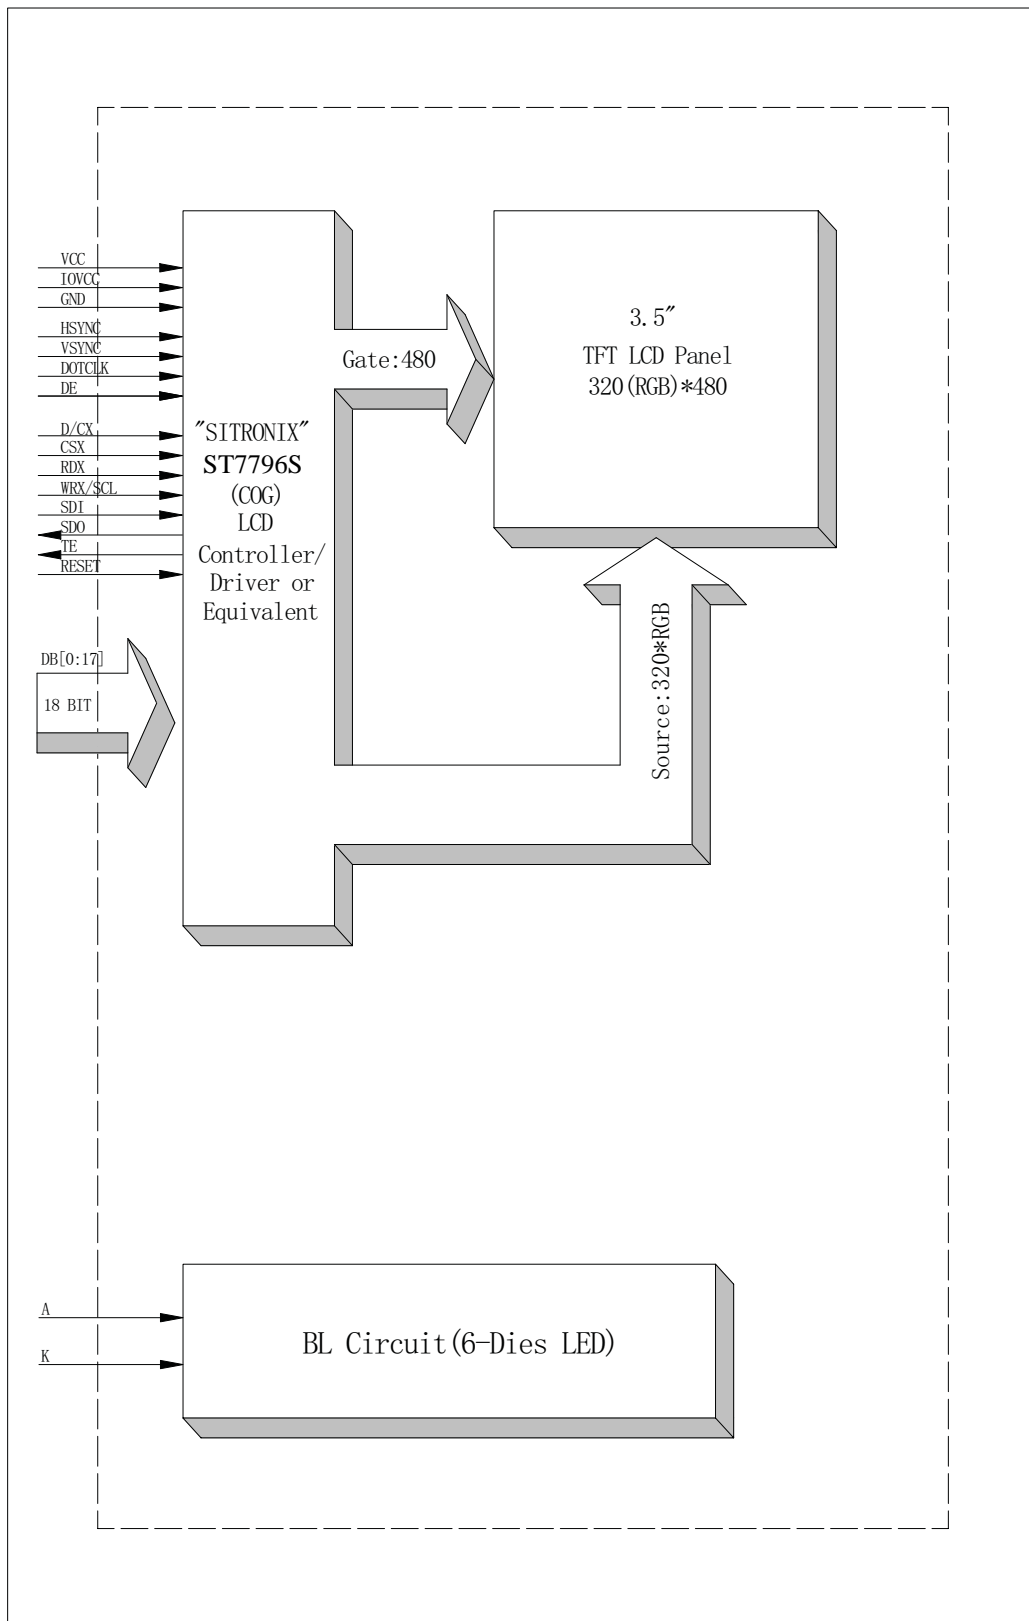 VCC
IOVCC
GND
HSYNC
VSYNC
DOTCLK
DE
D/CX
CSX
RDX
WRX/SCL
SDI
SDO
TE
RESET
DB[0:17]
18 BIT
"SITRONIX"
ST7796S
(COG)
LCD
Controller/
Driver or
Equivalent
Gate:480
3.5"
TFT LCD Panel
320(RGB)*480
Source:320*RGB
A
K
BL Circuit(6-Dies LED)